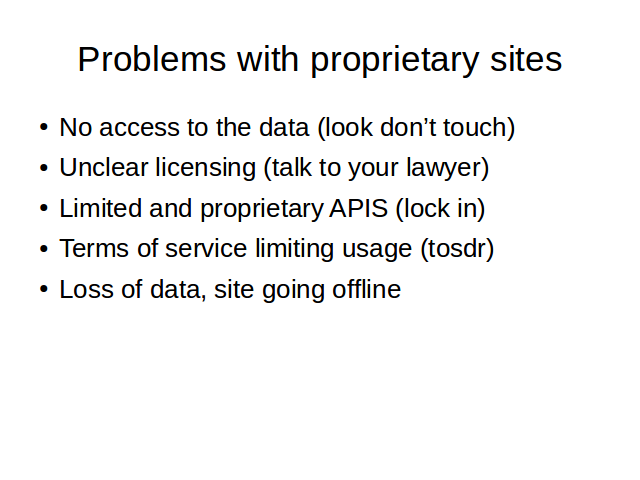 Problems with proprietary sites
• No access to the data (look don’t touch)
• Unclear licensing (talk to your lawyer)
• Limited and proprietary APIS (lock in)
• Terms of service limiting usage (tosdr)
• Loss of data, site going offline